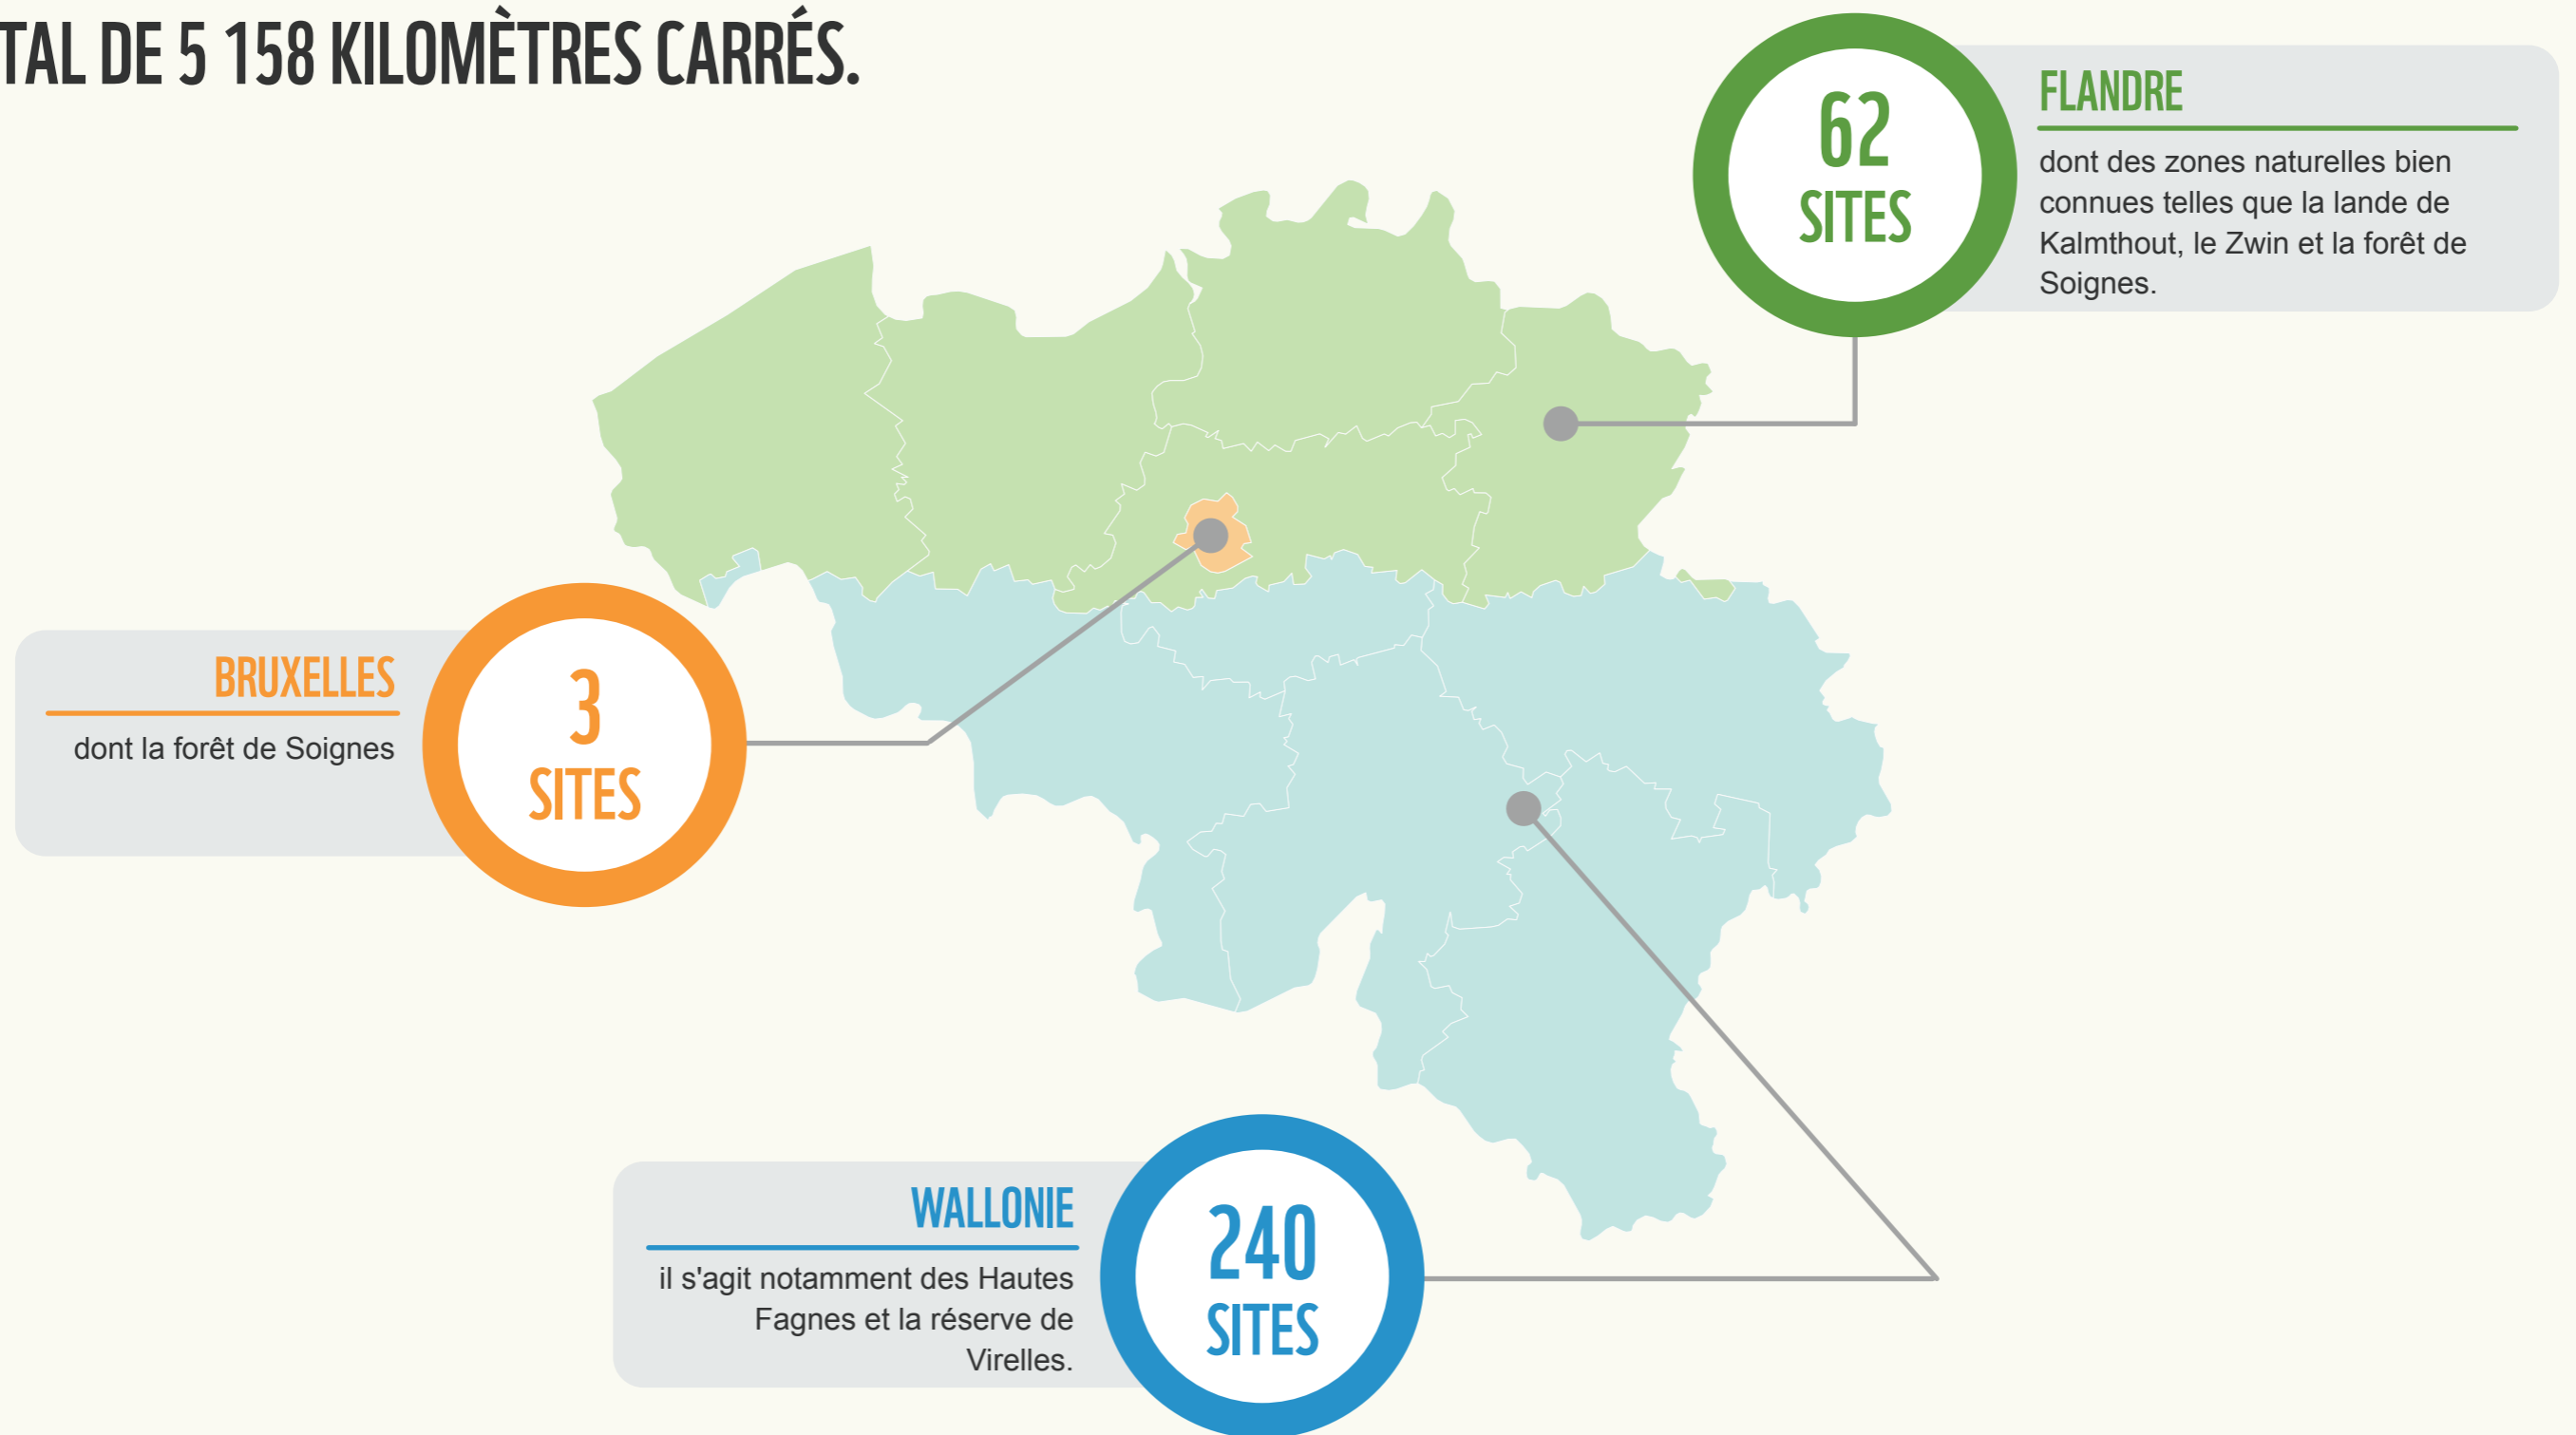 TAL DE 5 158 KILOMÈTRES CARRÉS.
62
SITES
FLANDRE
dont des zones naturelles bien
connues telles que la lande de
Kalmthout, le Zwin et la forêt de
Soignes.
BRUXELLES
dont la forêt de Soignes
3
SITES
WALLONIE
il s'agit notamment des Hautes
Fagnes et la réserve de
Virelles.
240
SITES